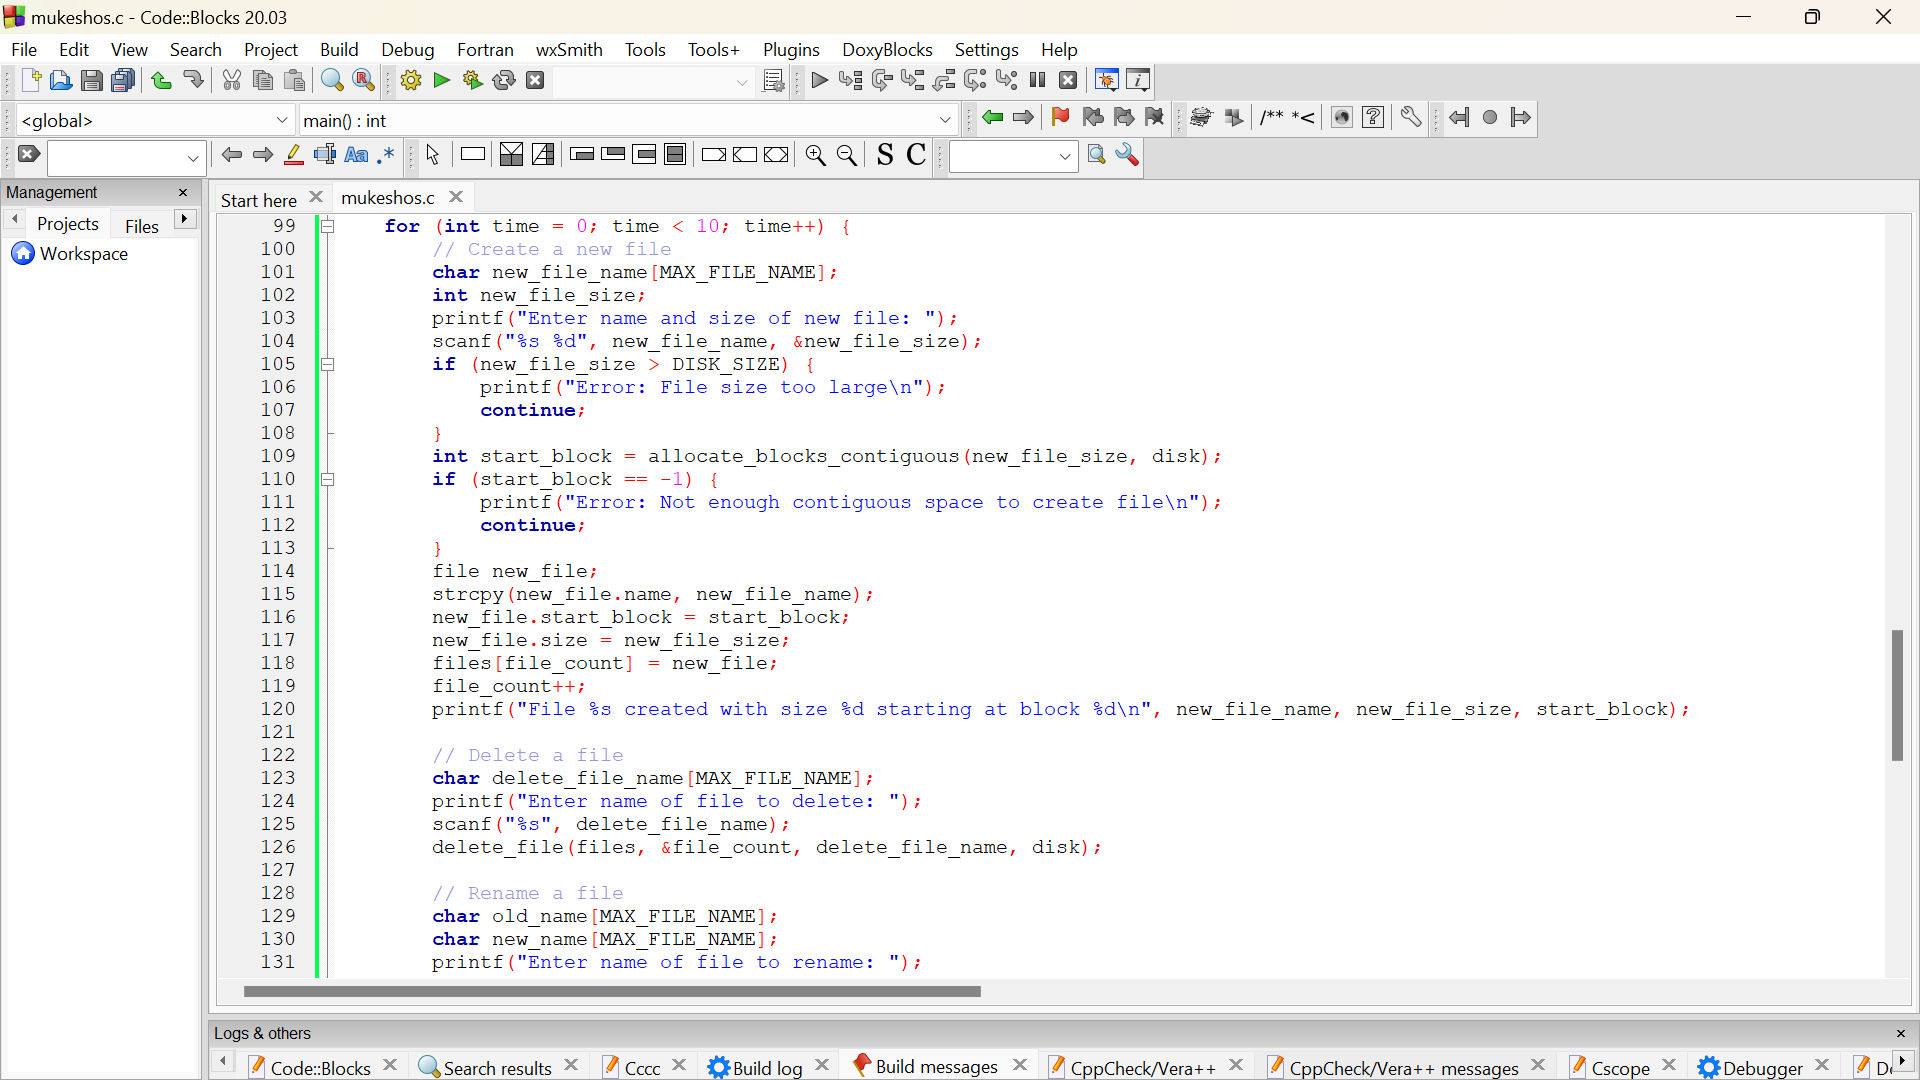 mukeshos.c - Code::Blocks 20.03
File Edit View Search Project Build Debug Fortran wxSmith Tools Tools+ Plugins DoxyBlocks Settings Help
<global> main() : int /** *<
Aa .* S C
Management
Projects Files
Workspace
Start here mukeshos.c
99 for (int time = 0; time < 10; time++) {
100 // Create a new file
101 char new_file_name[MAX_FILE_NAME];
102 int new_file_size;
103 printf("Enter name and size of new file: ");
104 scanf("%s %d", new_file_name, &new_file_size);
105 if (new_file_size > DISK_SIZE) {
106 printf("Error: File size too large\n");
107 continue;
108 }
109 int start_block = allocate_blocks_contiguous(new_file_size, disk);
110 if (start_block == -1) {
111 printf("Error: Not enough contiguous space to create file\n");
112 continue;
113 }
114 file new_file;
115 strcpy(new_file.name, new_file_name);
116 new_file.start_block = start_block;
117 new_file.size = new_file_size;
118 files[file_count] = new_file;
119 file_count++;
120 printf("File %s created with size %d starting at block %d\n", new_file_name, new_file_size, start_block);
121
122 // Delete a file
123 char delete_file_name[MAX_FILE_NAME];
124 printf("Enter name of file to delete: ");
125 scanf("%s", delete_file_name);
126 delete_file(files, &file_count, delete_file_name, disk);
127
128 // Rename a file
129 char old_name[MAX_FILE_NAME];
130 char new_name[MAX_FILE_NAME];
131 printf("Enter name of file to rename: ");
Logs & others
Code::Blocks Search results Cccc Build log Build messages CppCheck/Vera++ CppCheck/Vera++ messages Cscope Debugger